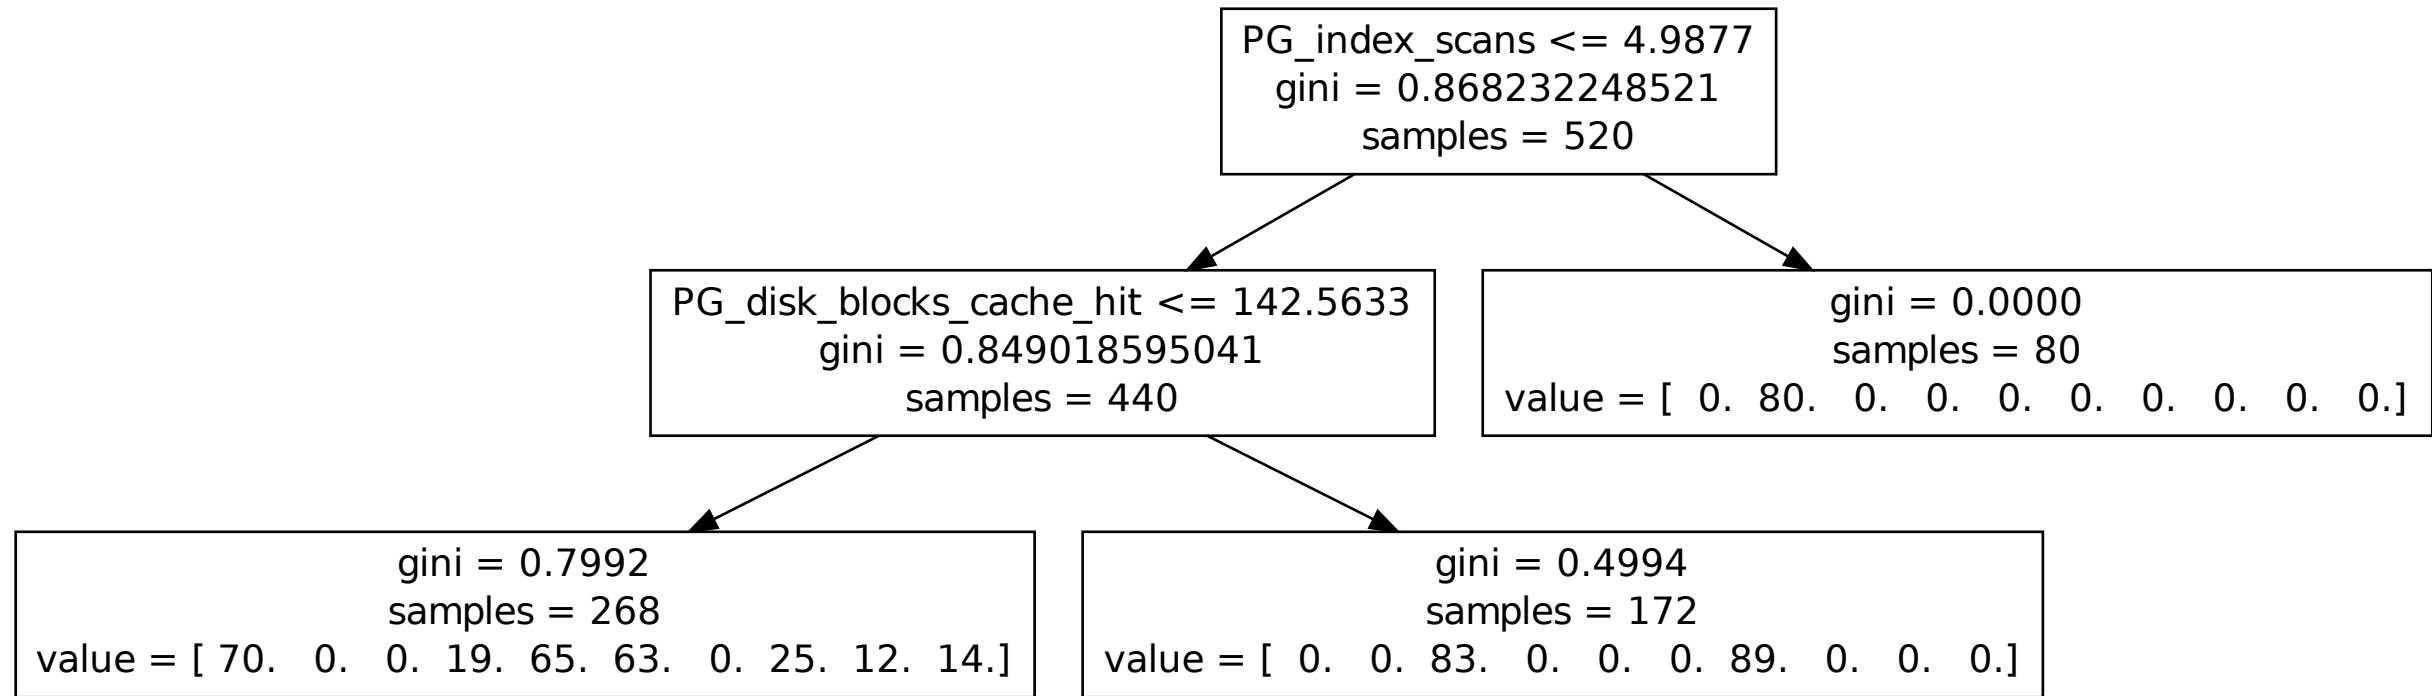 PG_index_scans <= 4.9877
gini = 0.868232248521
samples = 520
PG_disk_blocks_cache_hit <= 142.5633
gini = 0.849018595041
samples = 440
gini = 0.0000
samples = 80
value = [  0.  80.   0.   0.   0.   0.   0.   0.   0.   0.]
gini = 0.7992
samples = 268
value = [ 70.   0.   0.  19.  65.  63.   0.  25.  12.  14.]
gini = 0.4994
samples = 172
value = [  0.   0.  83.   0.   0.   0.  89.   0.   0.   0.]